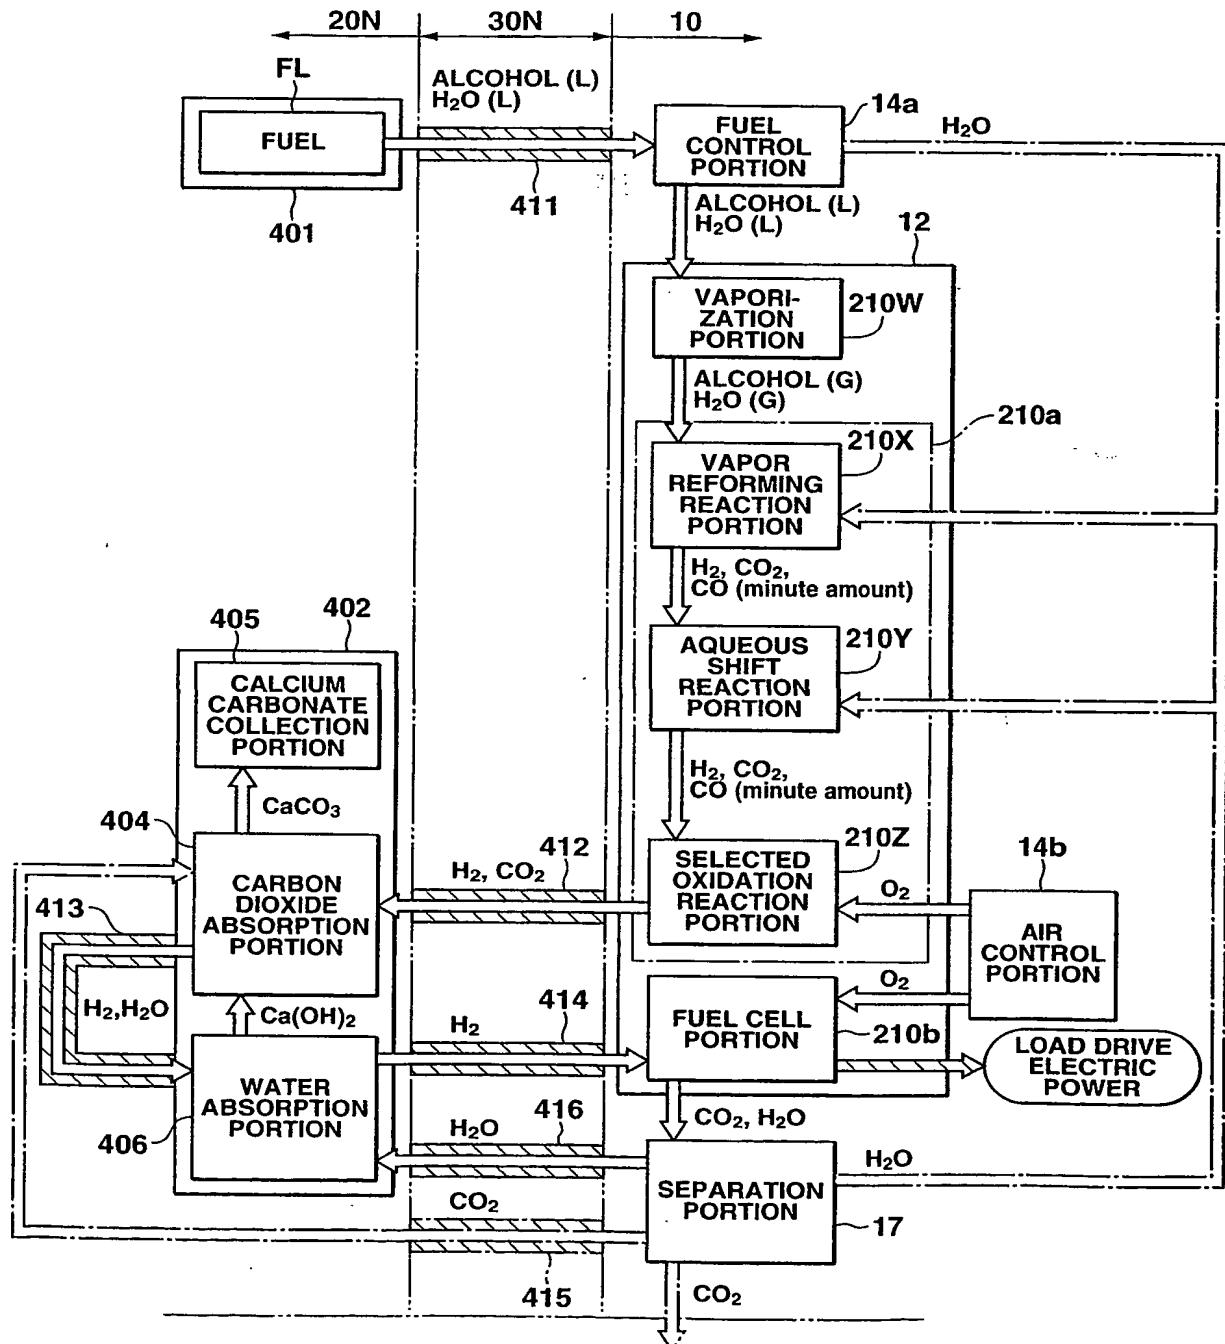 20N
30N
10
FL
ALCOHOL (L)
H2O (L)
14a
FUEL
FUEL
CONTROL
PORTION
H2O
401
411
ALCOHOL (L)
H2O (L)
12
VAPORI-
ZATION
PORTION
210W
ALCOHOL (G)
H2O (G)
210a
210X
VAPOR
REFORMING
REACTION
PORTION
H2, CO2,
CO (minute amount)
405
402
210Y
AQUEOUS
SHIFT
REACTION
PORTION
CALCIUM
CARBONATE
COLLECTION
PORTION
H2, CO2,
CO (minute amount)
CaCO3
404
412
210Z
14b
H2, CO2
SELECTED
OXIDATION
REACTION
PORTION
O2
CARBON
DIOXIDE
ABSORPTION
PORTION
413
AIR
CONTROL
PORTION
O2
H2,H2O
Ca(OH)2
H2
414
FUEL CELL
PORTION
210b
LOAD DRIVE
ELECTRIC
POWER
WATER
ABSORPTION
PORTION
406
416
H2O
CO2, H2O
H2O
SEPARATION
PORTION
CO2
17
415
CO2